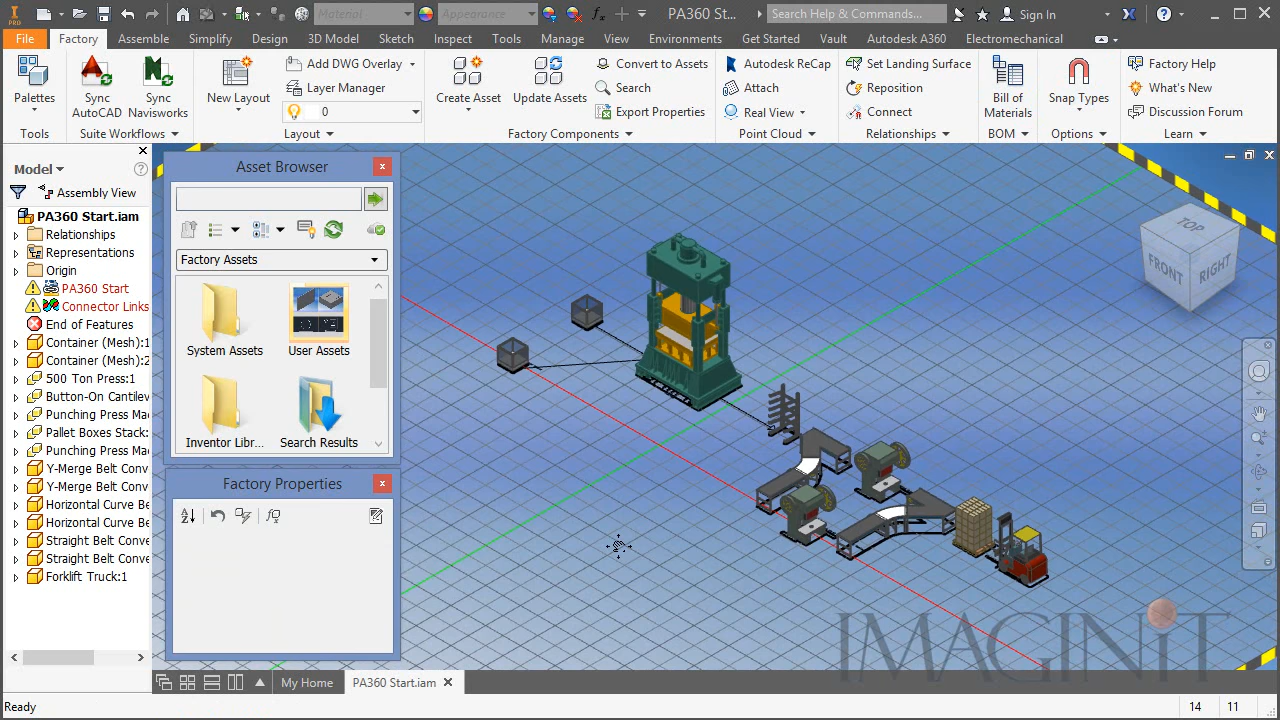 PRO
Material
Appearance
PA360 St...
Search Help & Commands...
Sign In
File
Factory
Assemble
Simplify
Design
3D Model
Sketch
Inspect
Tools
Manage
View
Environments
Get Started
Vault
Autodesk A360
Electromechanical
Palettes
Sync AutoCAD
Sync Navisworks
New Layout
Add DWG Overlay
Layer Manager
0
Create Asset
Update Assets
Convert to Assets
Search
Export Properties
Autodesk ReCap
Attach
Real View
Set Landing Surface
Reposition
Connect
Bill of Materials
Snap Types
Factory Help
What's New
Discussion Forum
Tools
Suite Workflows
Layout
Factory Components
Point Cloud
Relationships
BOM
Options
Learn
Model
Assembly View
PA360 Start.iam
Relationships
Representations
Origin
PA360 Start
Connector Links
End of Features
Container (Mesh):1
Container (Mesh):2
500 Ton Press:1
Button-On Cantilev
Punching Press Ma
Pallet Boxes Stack:
Punching Press Ma
Y-Merge Belt Conv
Y-Merge Belt Conv
Horizontal Curve Be
Horizontal Curve Be
Straight Belt Conve
Straight Belt Conve
Forklift Truck:1
Asset Browser
Factory Assets
System Assets
User Assets
Inventor Libr...
Search Results
Factory Properties
TOP
FRONT
RIGHT
IMAGINiT
My Home
PA360 Start.iam
Ready
14
11